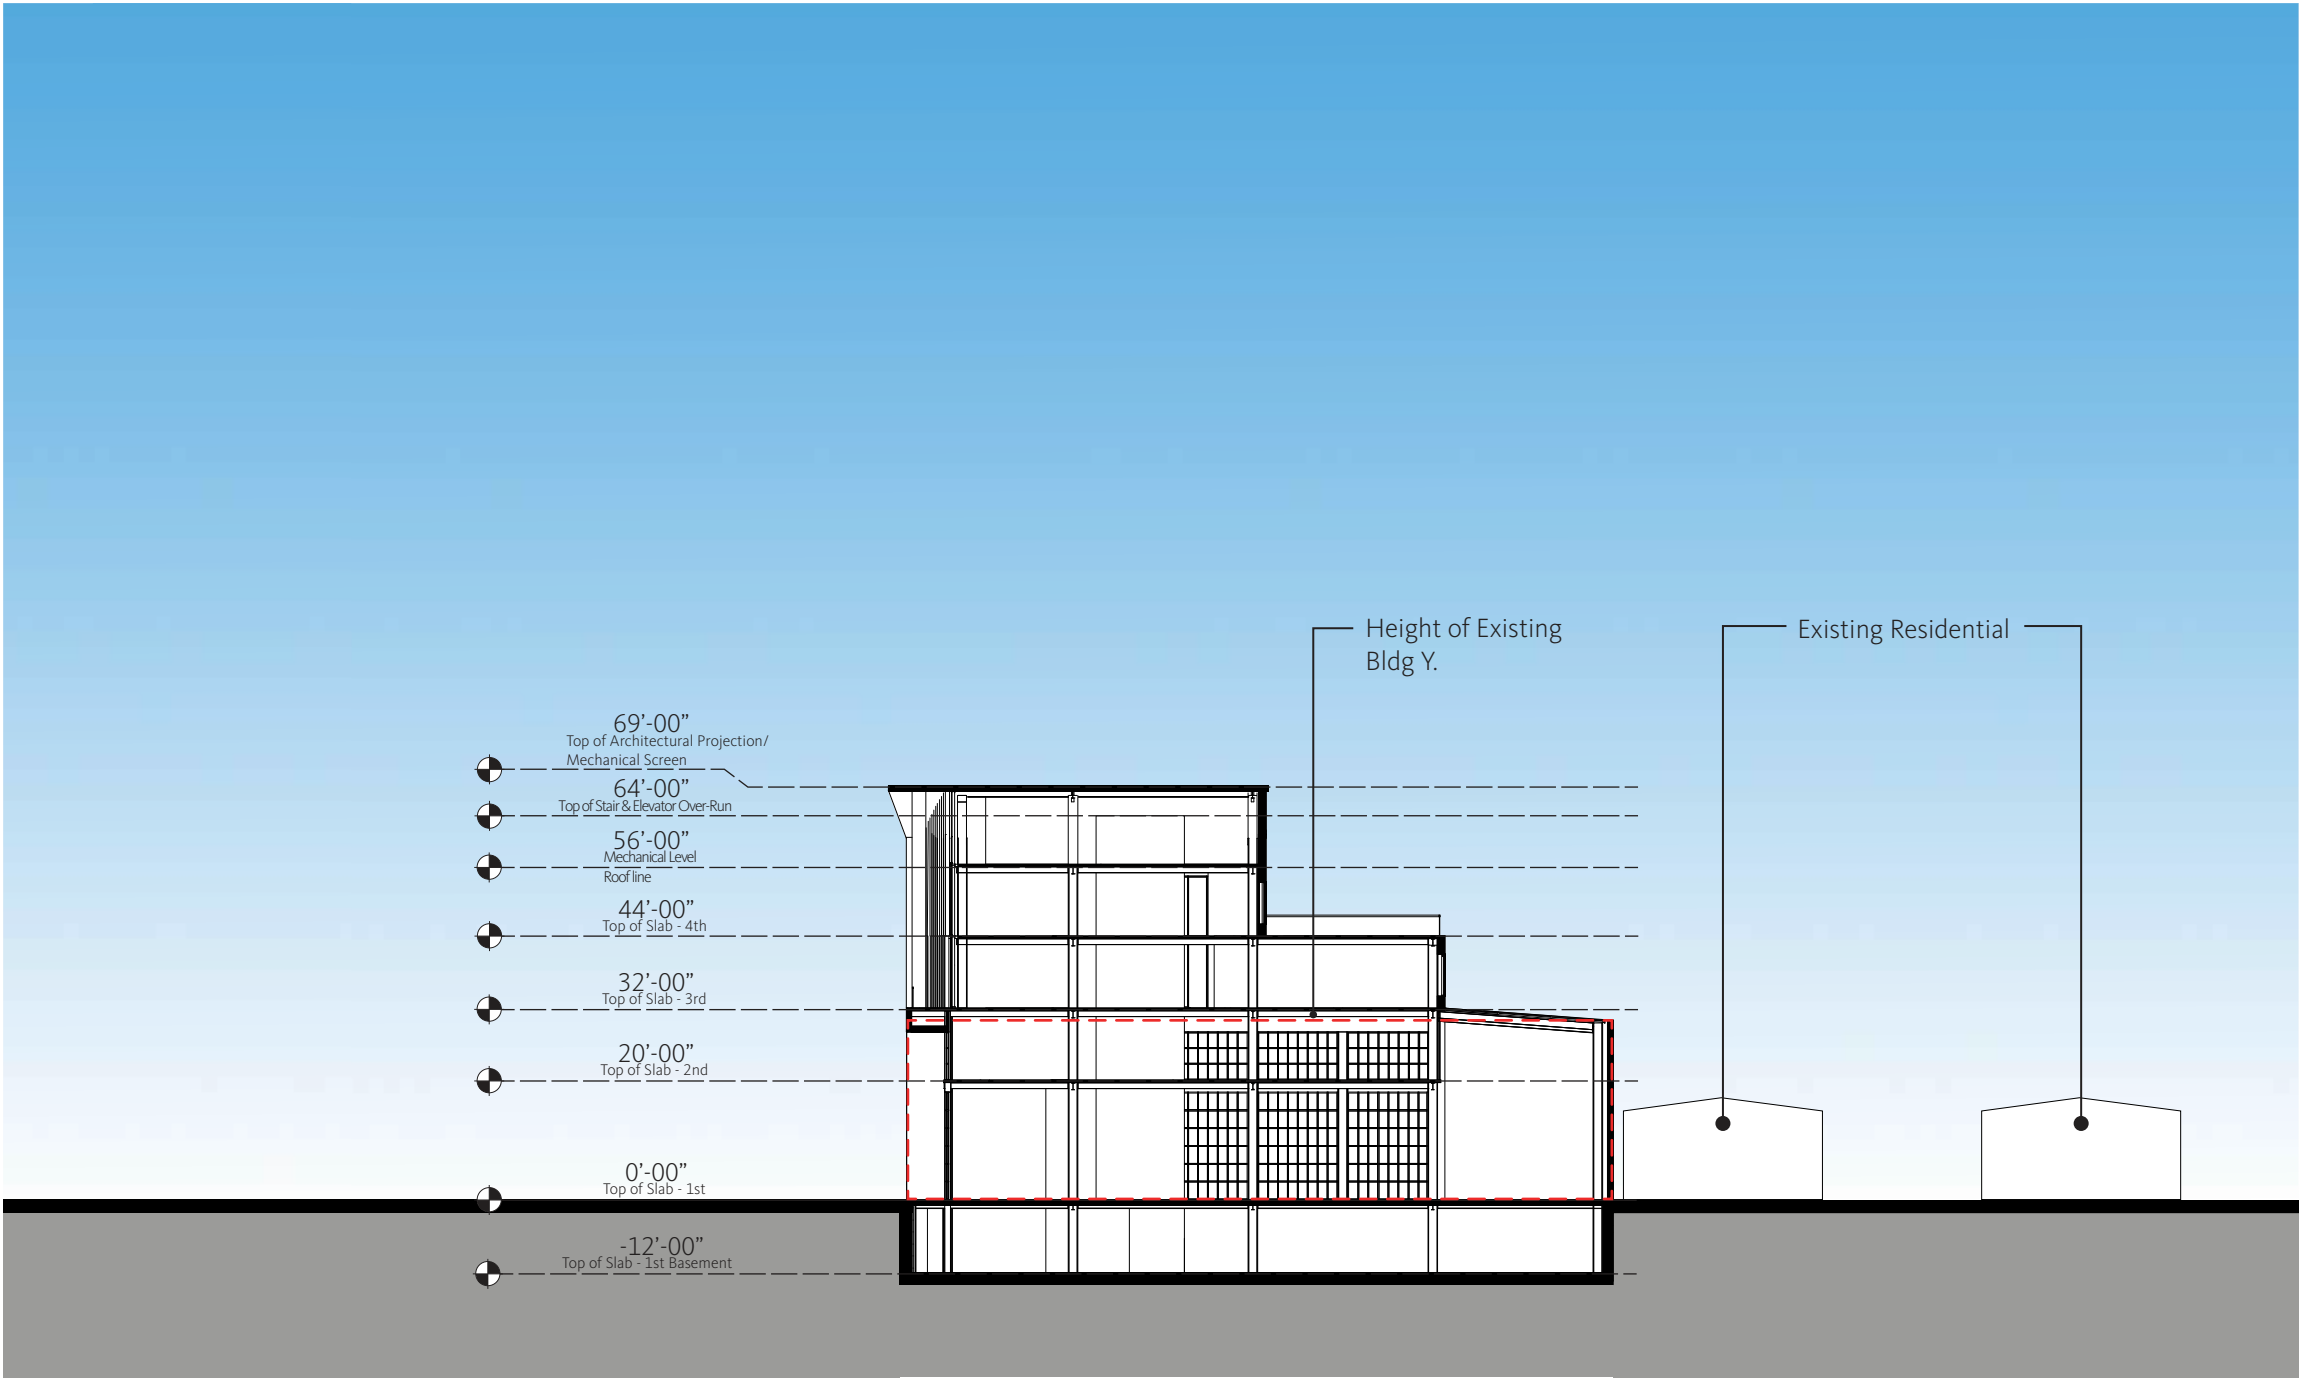 Height of Existing
Bldg Y.
Existing Residential
69’-00”
Top of Architectural Projection/
Mechanical Screen
64’-00”
Top of Stair & Elevator Over-Run
56’-00”
Mechanical Level
Roof line
44’-00”
Top of Slab - 4th
32’-00”
Top of Slab - 3rd
20’-00”
Top of Slab - 2nd
0’-00”
Top of Slab - 1st
-12’-00”
Top of Slab - 1st Basement